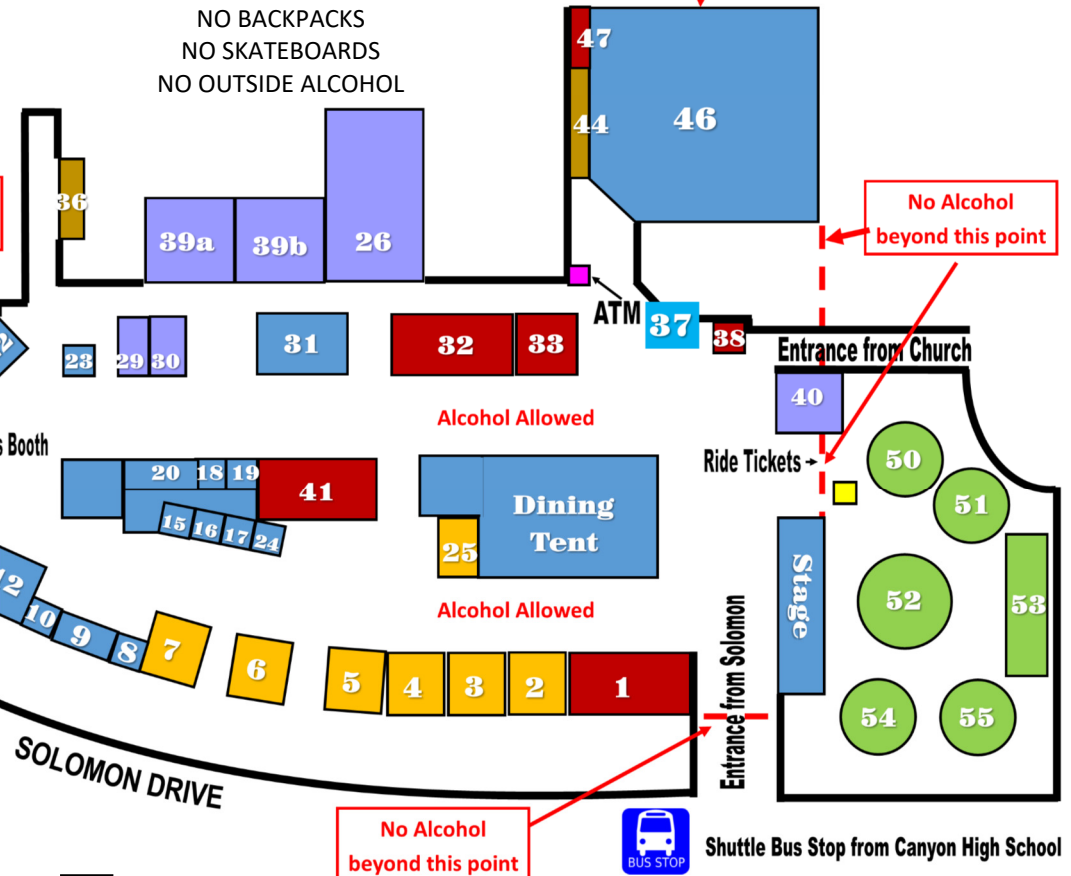 NO BACKPACKS
NO SKATEBOARDS
NO OUTSIDE ALCOHOL
47
44
46
36
39a
39b
26
No Alcohol
beyond this point
ATM
37
38
23
29
30
31
32
33
Entrance from Church
40
Alcohol Allowed
Booth
Ride Tickets
50
51
20
18
19
41
15
16
17
24
Dining
Tent
25
Stage
52
53
12
10
9
8
7
6
5
4
3
2
1
Alcohol Allowed
Entrance from Solomon
54
55
SOLOMON DRIVE
No Alcohol
beyond this point
BUS STOP
Shuttle Bus Stop from Canyon High School